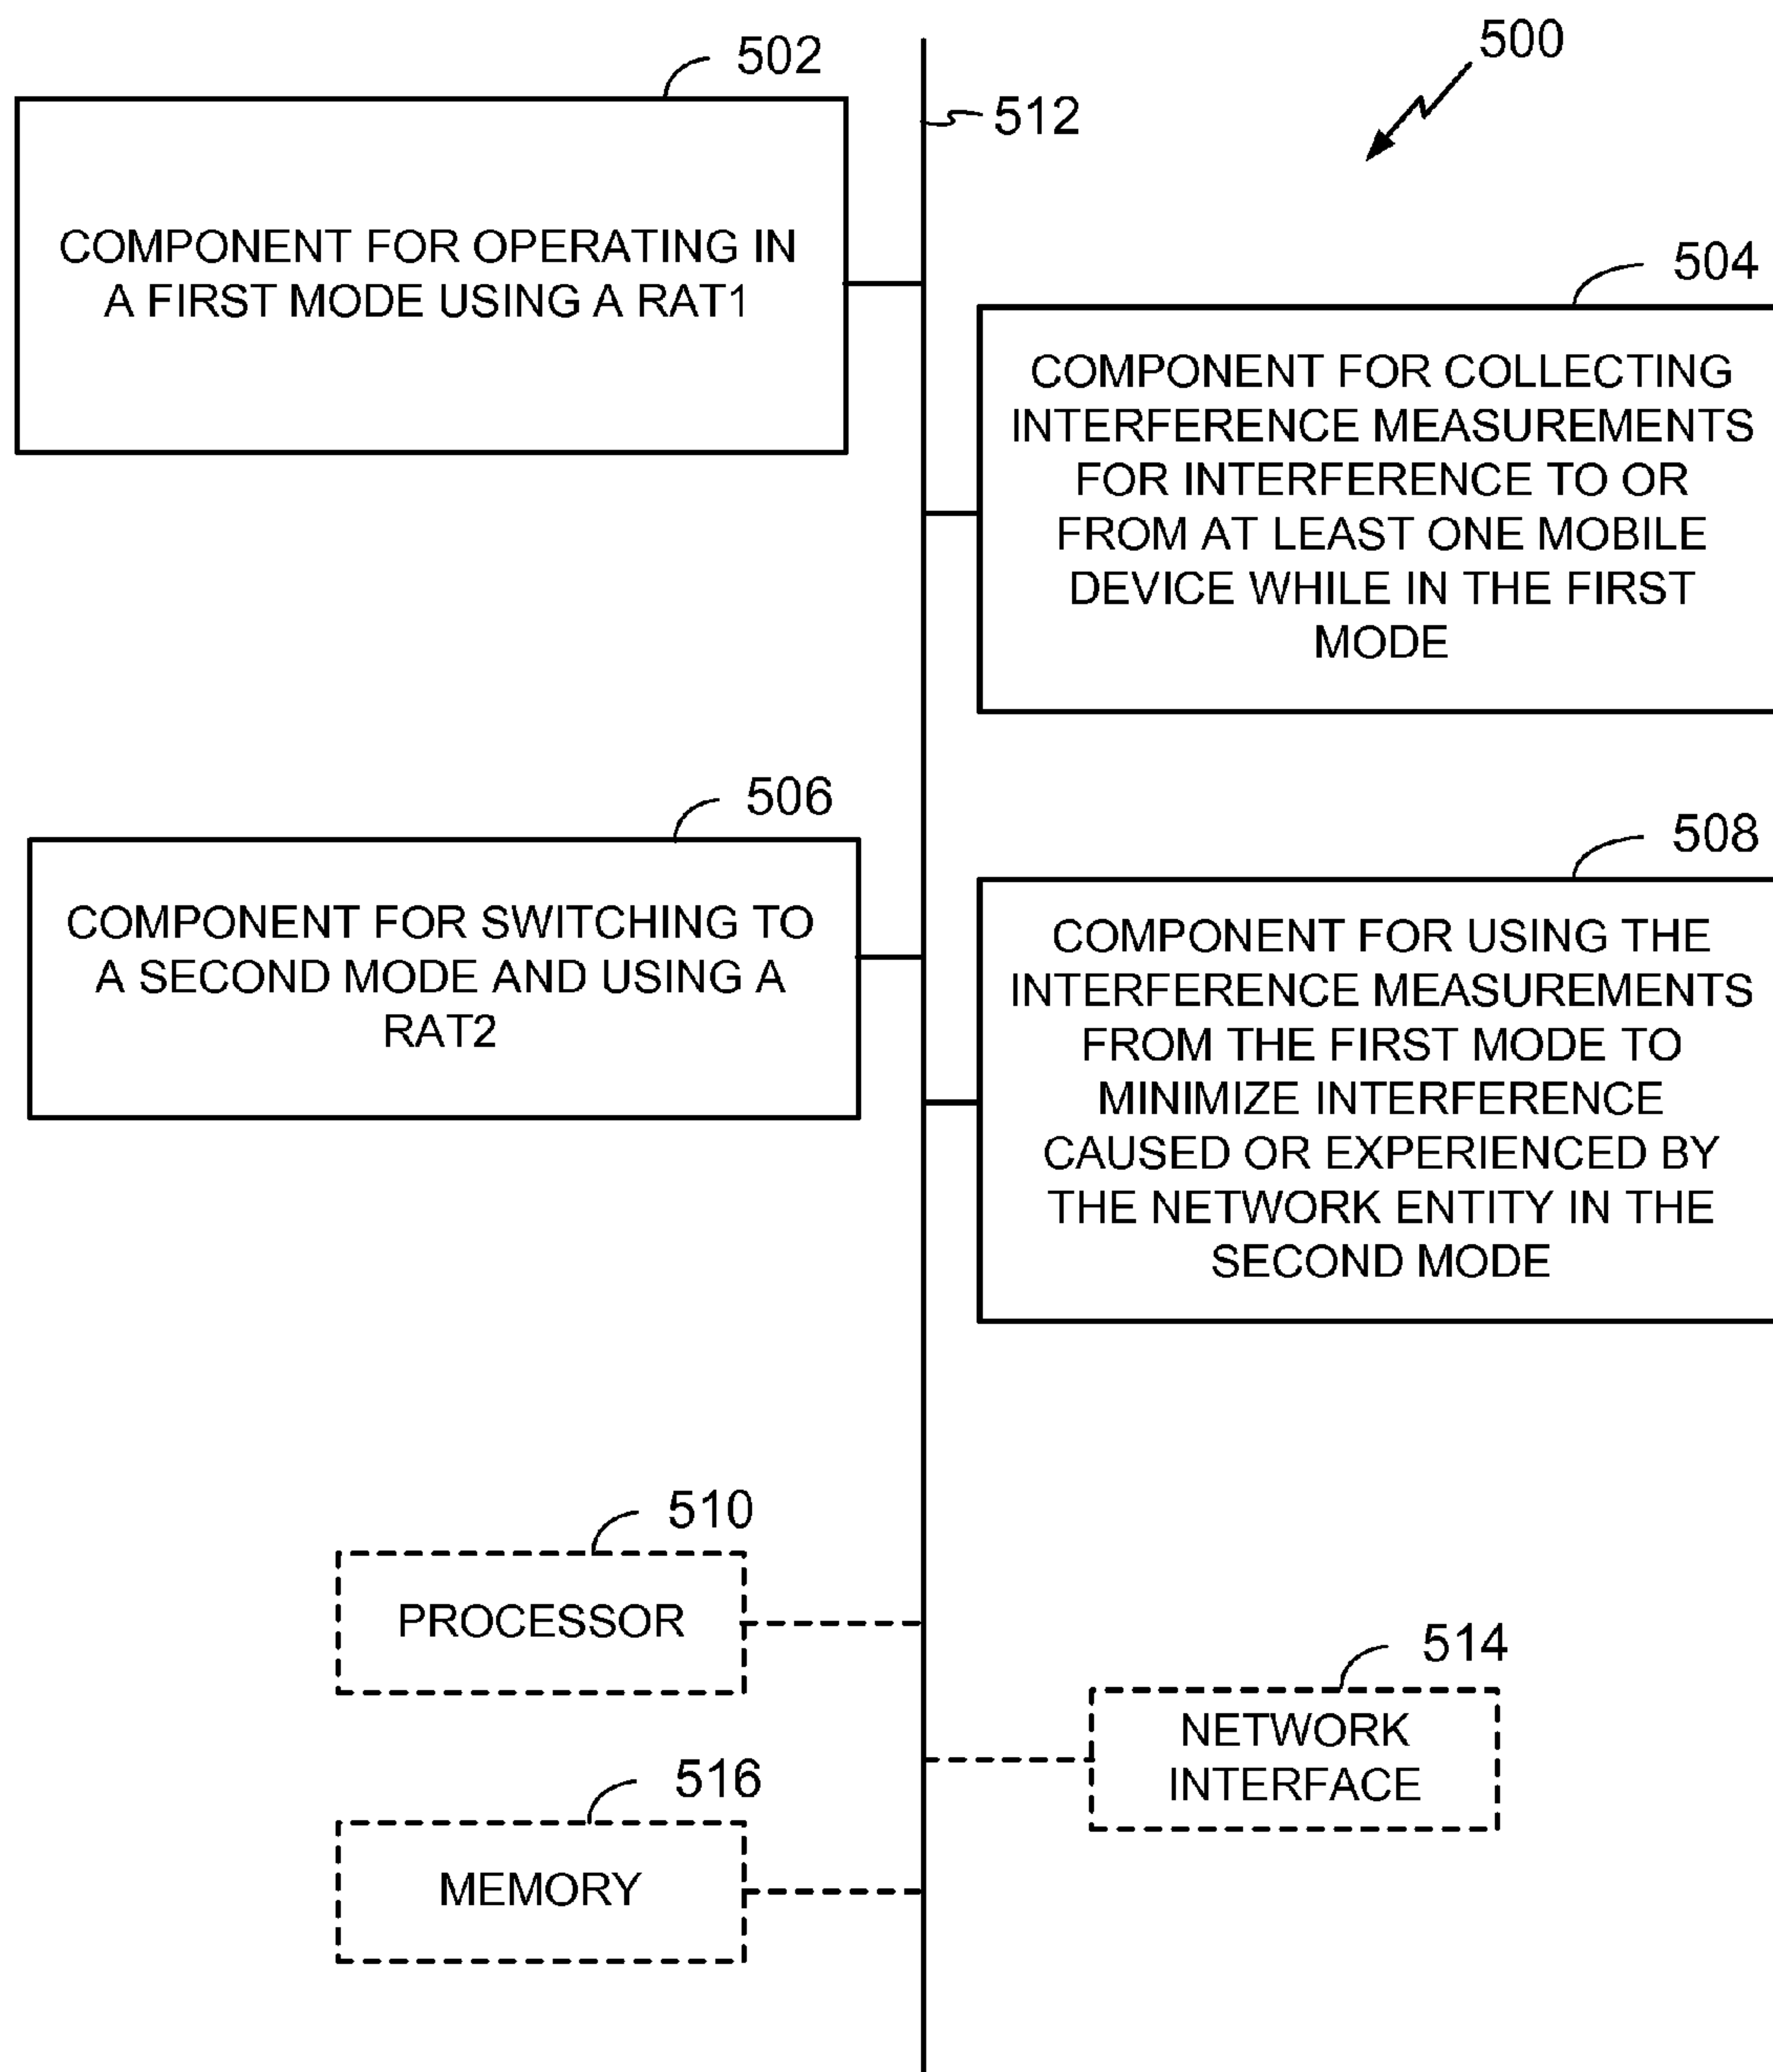 500
502
512
COMPONENT FOR OPERATING IN
A FIRST MODE USING A RAT1
504
COMPONENT FOR COLLECTING
INTERFERENCE MEASUREMENTS
FOR INTERFERENCE TO OR
FROM AT LEAST ONE MOBILE
DEVICE WHILE IN THE FIRST
MODE
506
COMPONENT FOR SWITCHING TO
A SECOND MODE AND USING A
RAT2
508
COMPONENT FOR USING THE
INTERFERENCE MEASUREMENTS
FROM THE FIRST MODE TO
MINIMIZE INTERFERENCE
CAUSED OR EXPERIENCED BY
THE NETWORK ENTITY IN THE
SECOND MODE
510
PROCESSOR
514
NETWORK
INTERFACE
516
MEMORY